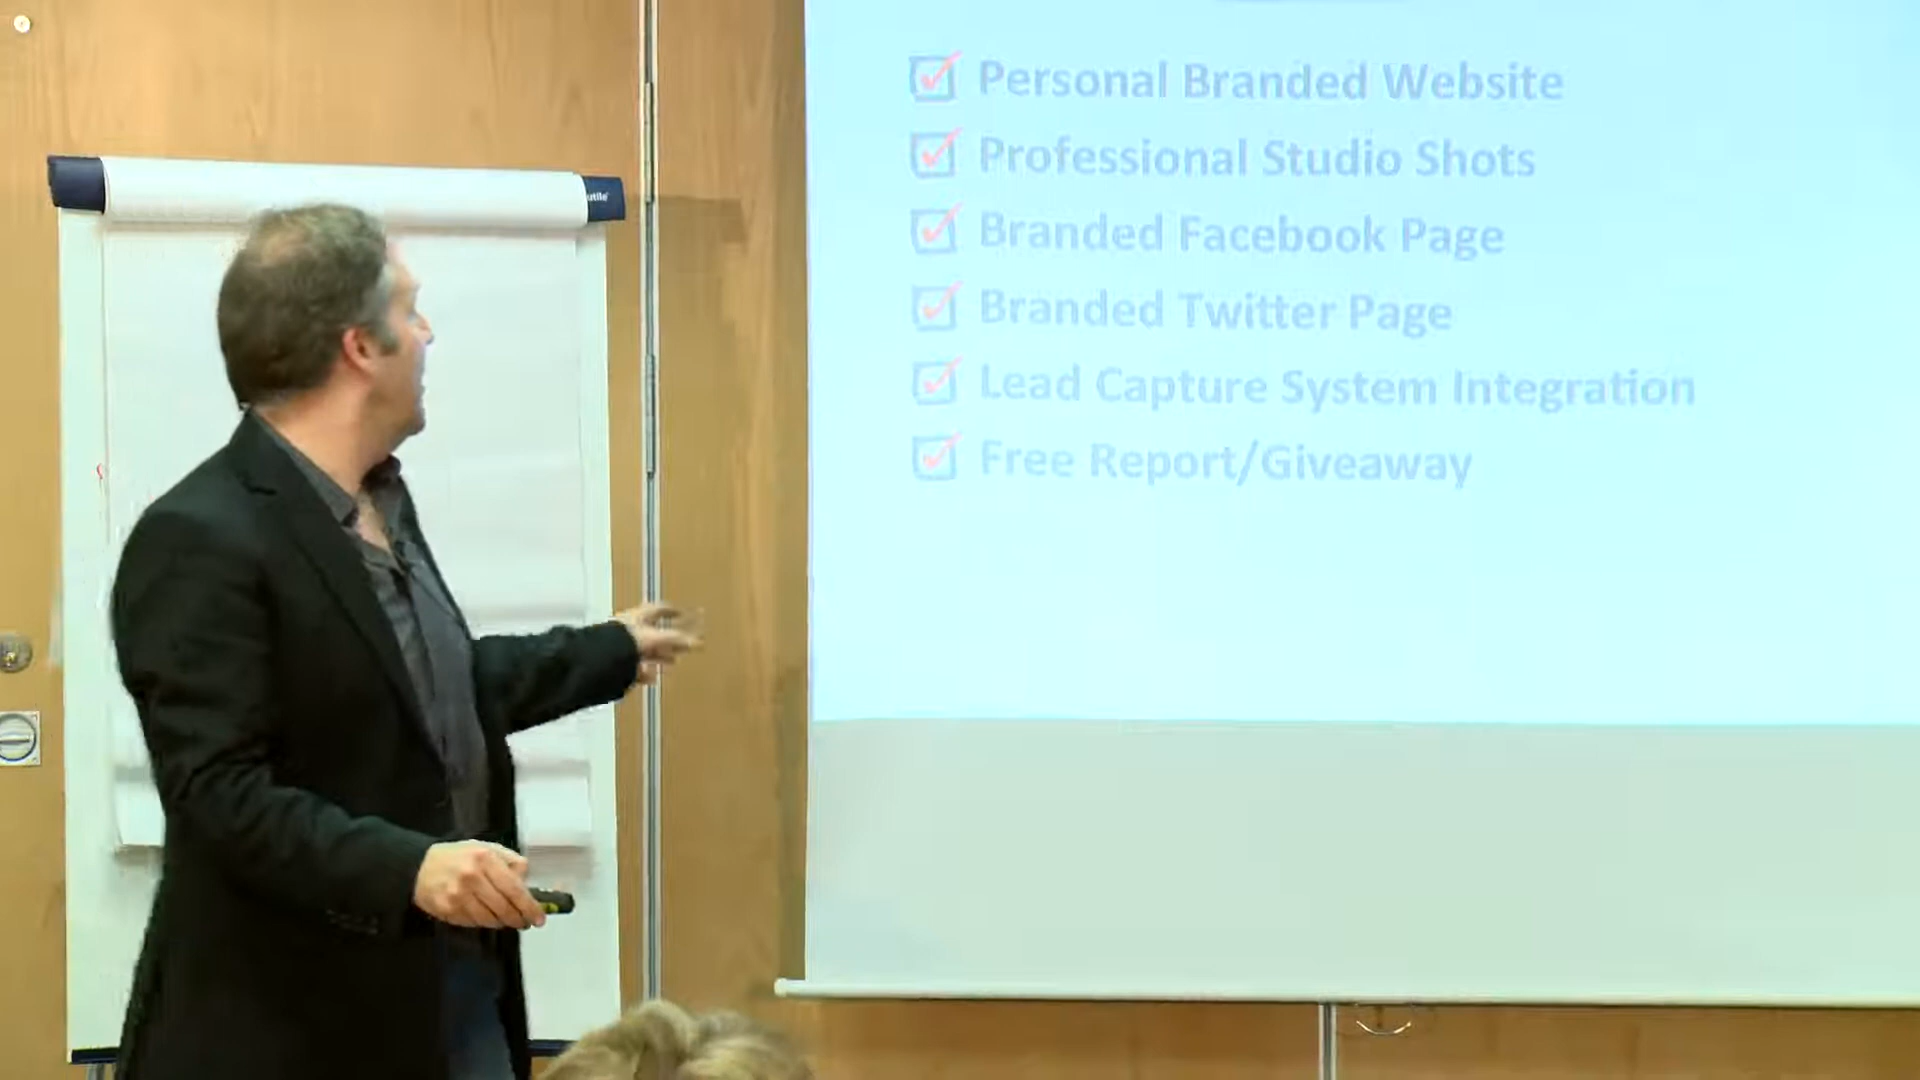 Personal Branded Website
Professional Studio Shots
Branded Facebook Page
Branded Twitter Page
Lead Capture System Integration
Free Report/Giveaway